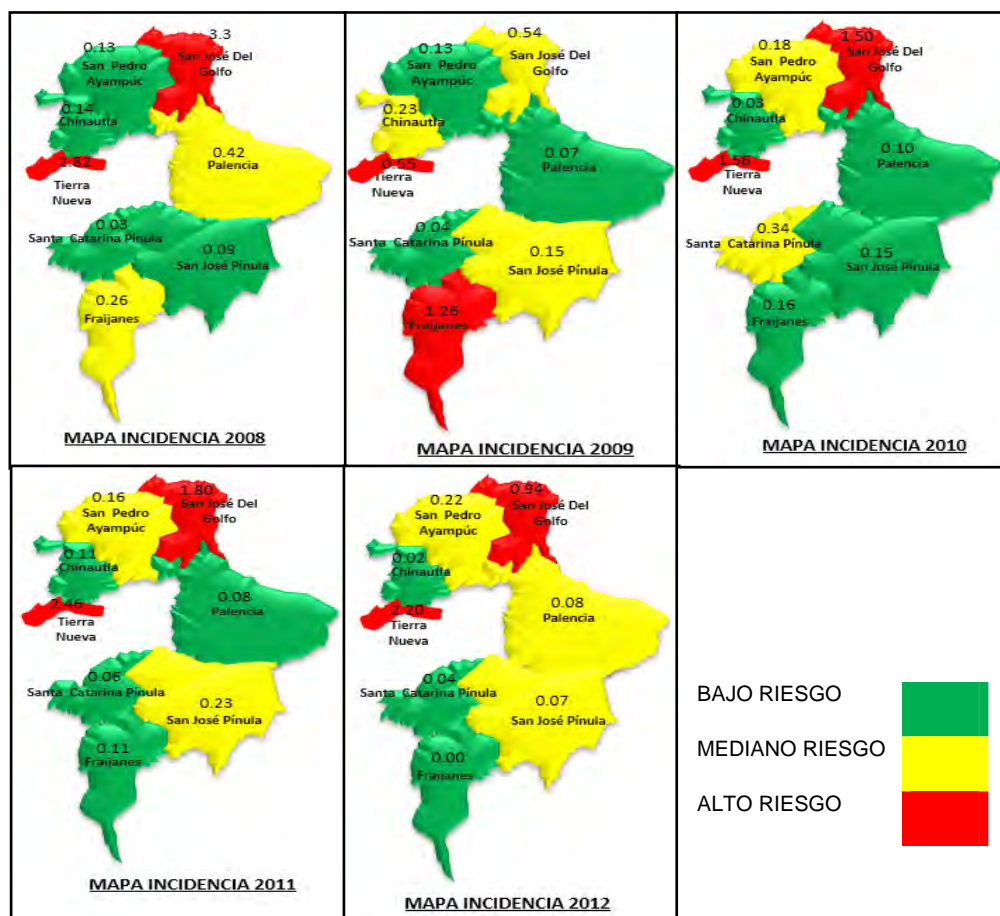 0.13
San Pedro
Ayampúc
3.3
San José Del
Golfo
0.14
Chinautla
2.82
Tierra
Nueva
0.42
Palencia
0.03
Santa Catarina Pínula
0.09
San José Pínula
0.26
Fraijanes
MAPA INCIDENCIA 2008
0.13
San Pedro
Ayampúc
0.54
San José Del
Golfo
0.23
Chinautla
0.55
Tierra
Nueva
0.07
Palencia
0.04
Santa Catarina Pínula
0.15
San José Pínula
1.26
Fraijanes
MAPA INCIDENCIA 2009
0.18
San Pedro
Ayampúc
1.50
San José Del
Golfo
0.03
Chinautla
1.56
Tierra
Nueva
0.10
Palencia
0.34
Santa Catarina Pínula
0.15
San José Pínula
0.16
Fraijanes
MAPA INCIDENCIA 2010
0.16
San Pedro
Ayampúc
1.80
San José Del
Golfo
0.11
Chinautla
2.46
Tierra
Nueva
0.08
Palencia
0.06
Santa Catarina Pínula
0.23
San José Pínula
0.11
Fraijanes
MAPA INCIDENCIA 2011
0.22
San Pedro
Ayampúc
0.94
San José Del
Golfo
0.02
Chinautla
2.20
Tierra
Nueva
0.08
Palencia
0.04
Santa Catarina Pínula
0.07
San José Pínula
0.00
Fraijanes
MAPA INCIDENCIA 2012
BAJO RIESGO
MEDIANO RIESGO
ALTO RIESGO